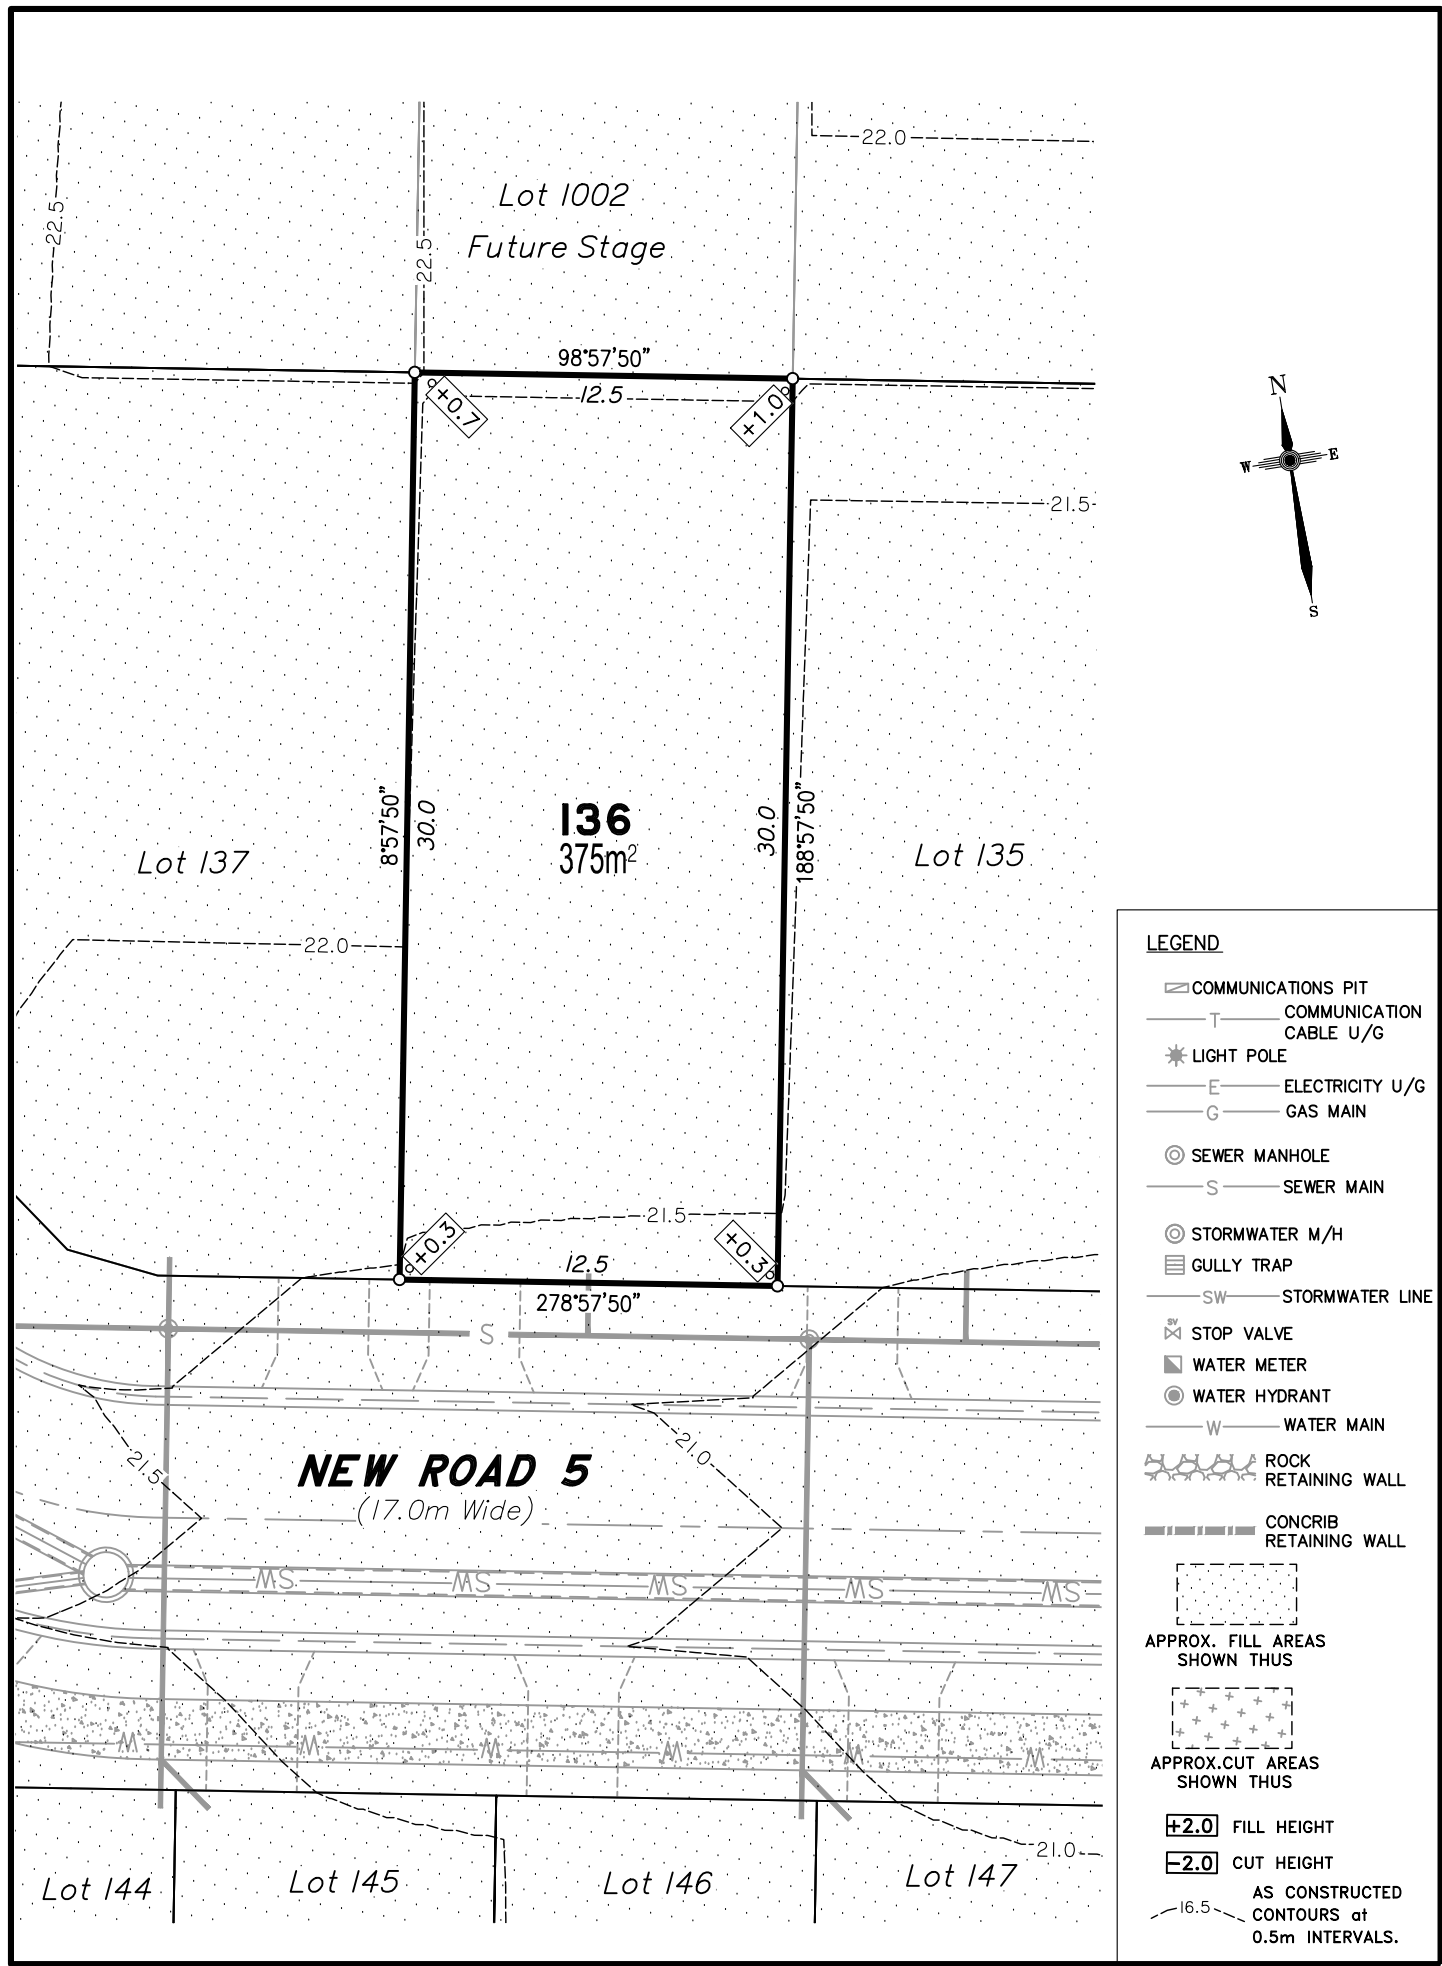 22.0
Lot 1002
Future Stage
22.5
22.5
98°57'50"
12.5
+0.7
+1.0
N
W
E
S
21.5
8°57'50"
30.0
136
375m²
30.0
188°57'50"
Lot 137
Lot 135
22.0
21.5
+0.3
+0.3
12.5
278°57'50"
S
21.5
21.0
NEW ROAD 5
(17.0m Wide)
MS
MS
MS
MS
MS
M
M
M
M
M
M
21.0
Lot 144
Lot 145
Lot 146
Lot 147
LEGEND
COMMUNICATIONS PIT
T
COMMUNICATION
CABLE U/G
LIGHT POLE
E
ELECTRICITY U/G
G
GAS MAIN
SEWER MANHOLE
S
SEWER MAIN
STORMWATER M/H
GULLY TRAP
SW
STORMWATER LINE
SV
STOP VALVE
WATER METER
WATER HYDRANT
W
WATER MAIN
ROCK
RETAINING WALL
CONCRIB
RETAINING WALL
APPROX. FILL AREAS
SHOWN THUS
APPROX.CUT AREAS
SHOWN THUS
+2.0 FILL HEIGHT
-2.0 CUT HEIGHT
16.5
AS CONSTRUCTED
CONTOURS at
0.5m INTERVALS.